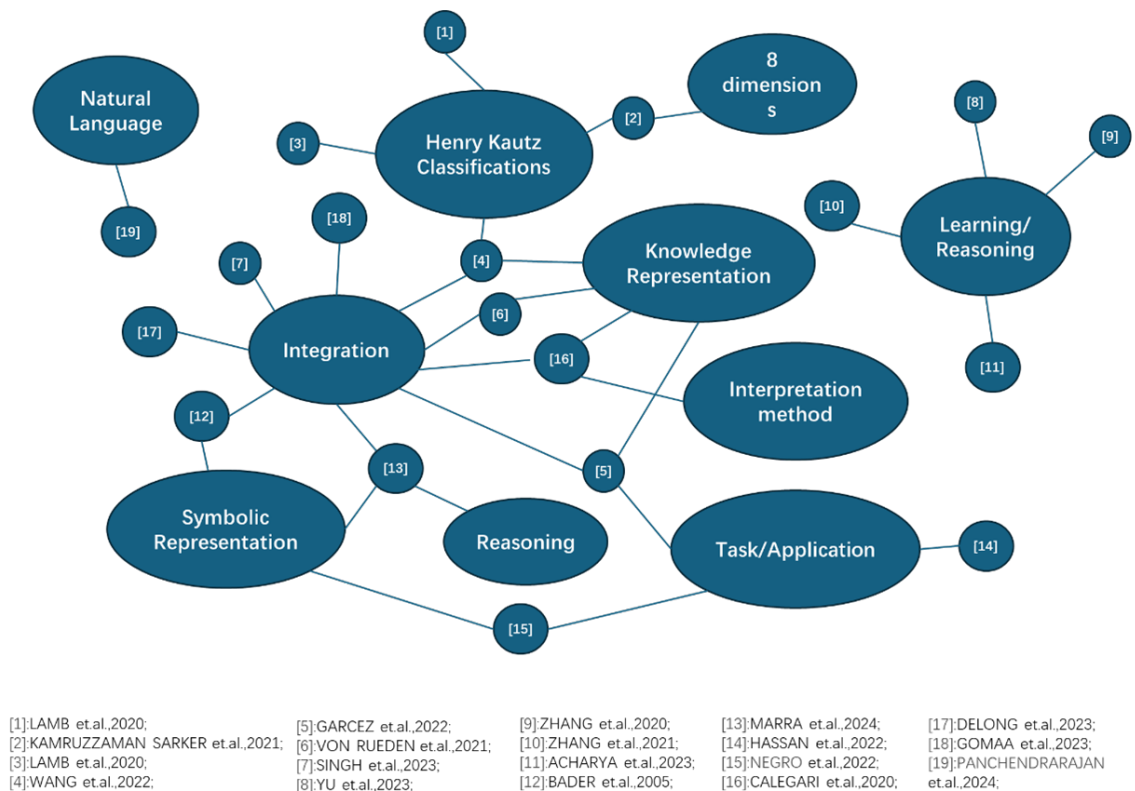 [1]
8
dimension
s
Natural
Language
[8]
[2]
[9]
Henry Kautz
Classifications
[3]
[10]
[18]
[19]
Learning/
Reasoning
[7]
[4]
Knowledge
Representation
[6]
[17]
Integration
[16]
[11]
Interpretation
method
[12]
[13]
[5]
Symbolic
Representation
Reasoning
Task/Application
[14]
[15]
[1]:LAMB et.al.,2020;
[2]:KAMRUZZAMAN SARKER et.al.,2021;
[3]:LAMB et.al.,2020;
[4]:WANG et.al.,2022;
[5]:GARCEZ et.al.,2022;
[6]:VON RUEDEN et.al.,2021;
[7]:SINGH et.al.,2023;
[8]:YU et.al.,2023;
[9]:ZHANG et.al.,2020;
[10]:ZHANG et.al.,2021;
[11]:ACHARYA et.al.,2023;
[12]:BADER et.al.,2005;
[13]:MARRA et.al.,2024;
[14]:HASSAN et.al.,2022;
[15]:NEGRO et.al.,2022;
[16]:CALEGARI et.al.,2020;
[17]:DELONG et.al.,2023;
[18]:GOMAA et.al.,2023;
[19]:PANCHENDRARAJAN
et.al.,2024;